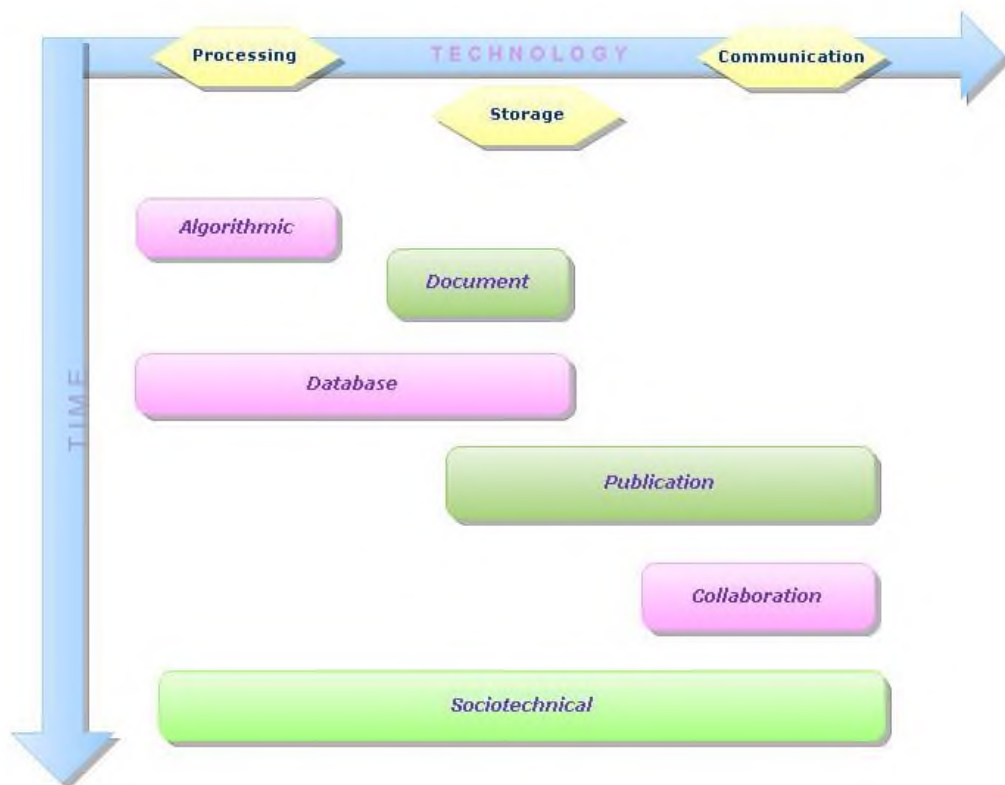 Processing
TECHNOLOGY
Communication
Storage
Algorithmic
Document
Database
TIME
Publication
Collaboration
Sociotechnical